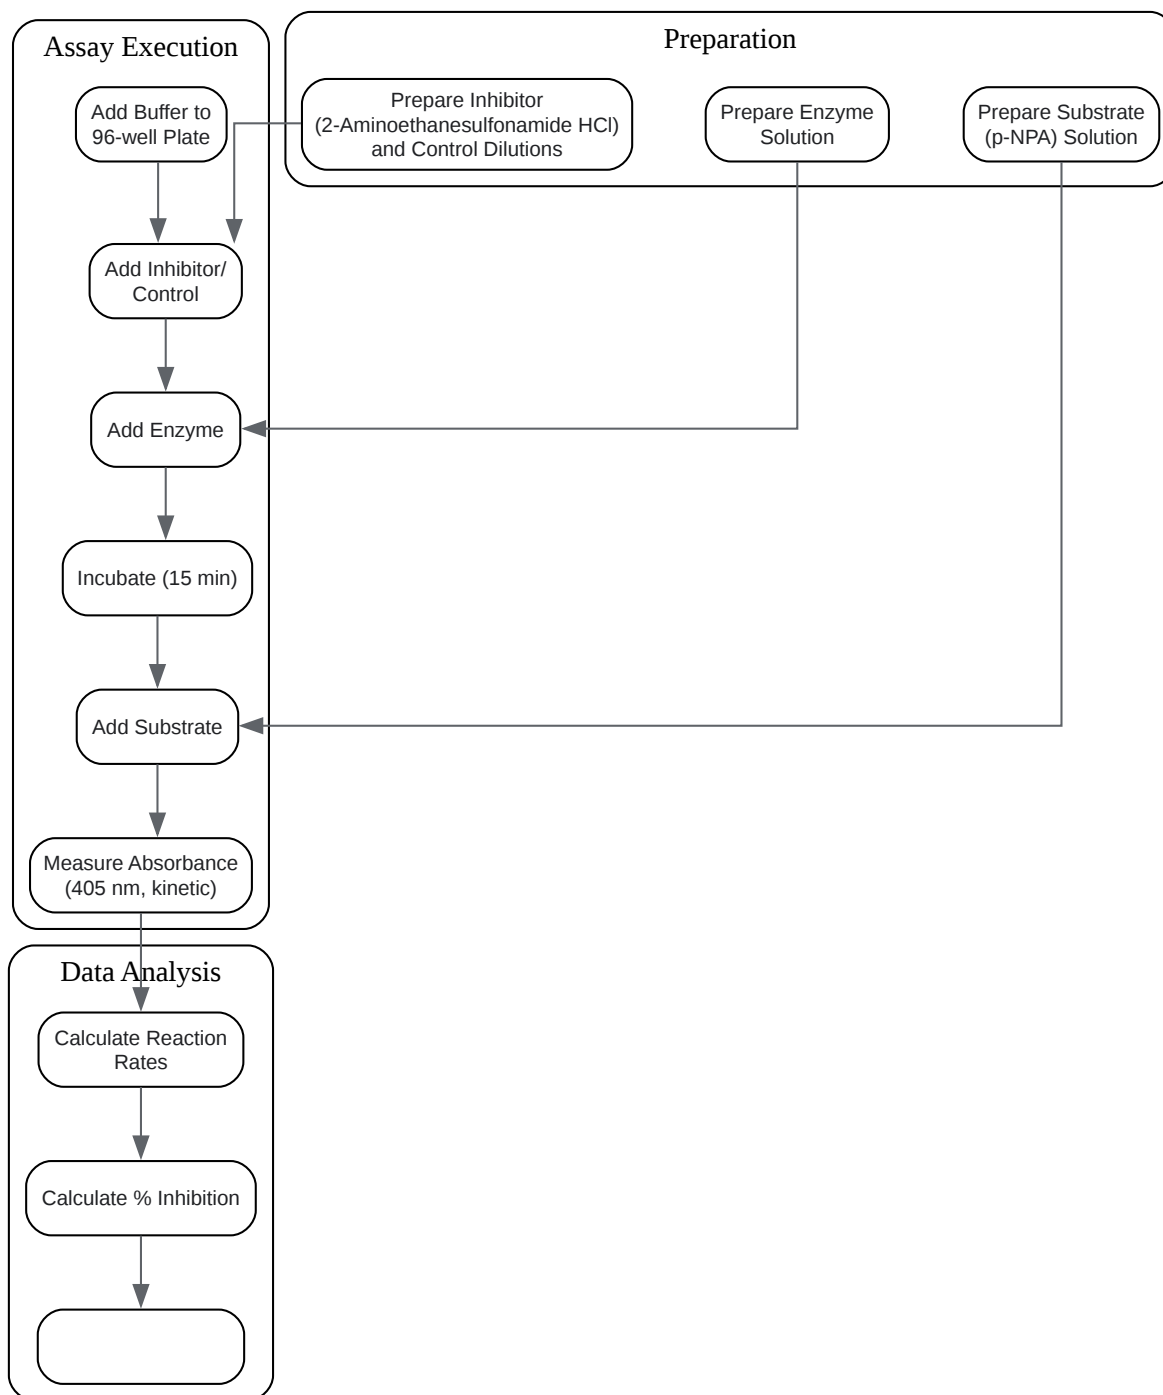 Assay Execution
Add Buffer to
96-well Plate
Add Inhibitor/
Control
Add Enzyme
Incubate (15 min)
Add Substrate
Measure Absorbance
(405 nm, kinetic)
Preparation
Prepare Inhibitor
(2-Aminoethanesulfonamide HCl)
and Control Dilutions
Prepare Enzyme
Solution
Prepare Substrate
(p-NPA) Solution
Data Analysis
Calculate Reaction
Rates
Calculate % Inhibition